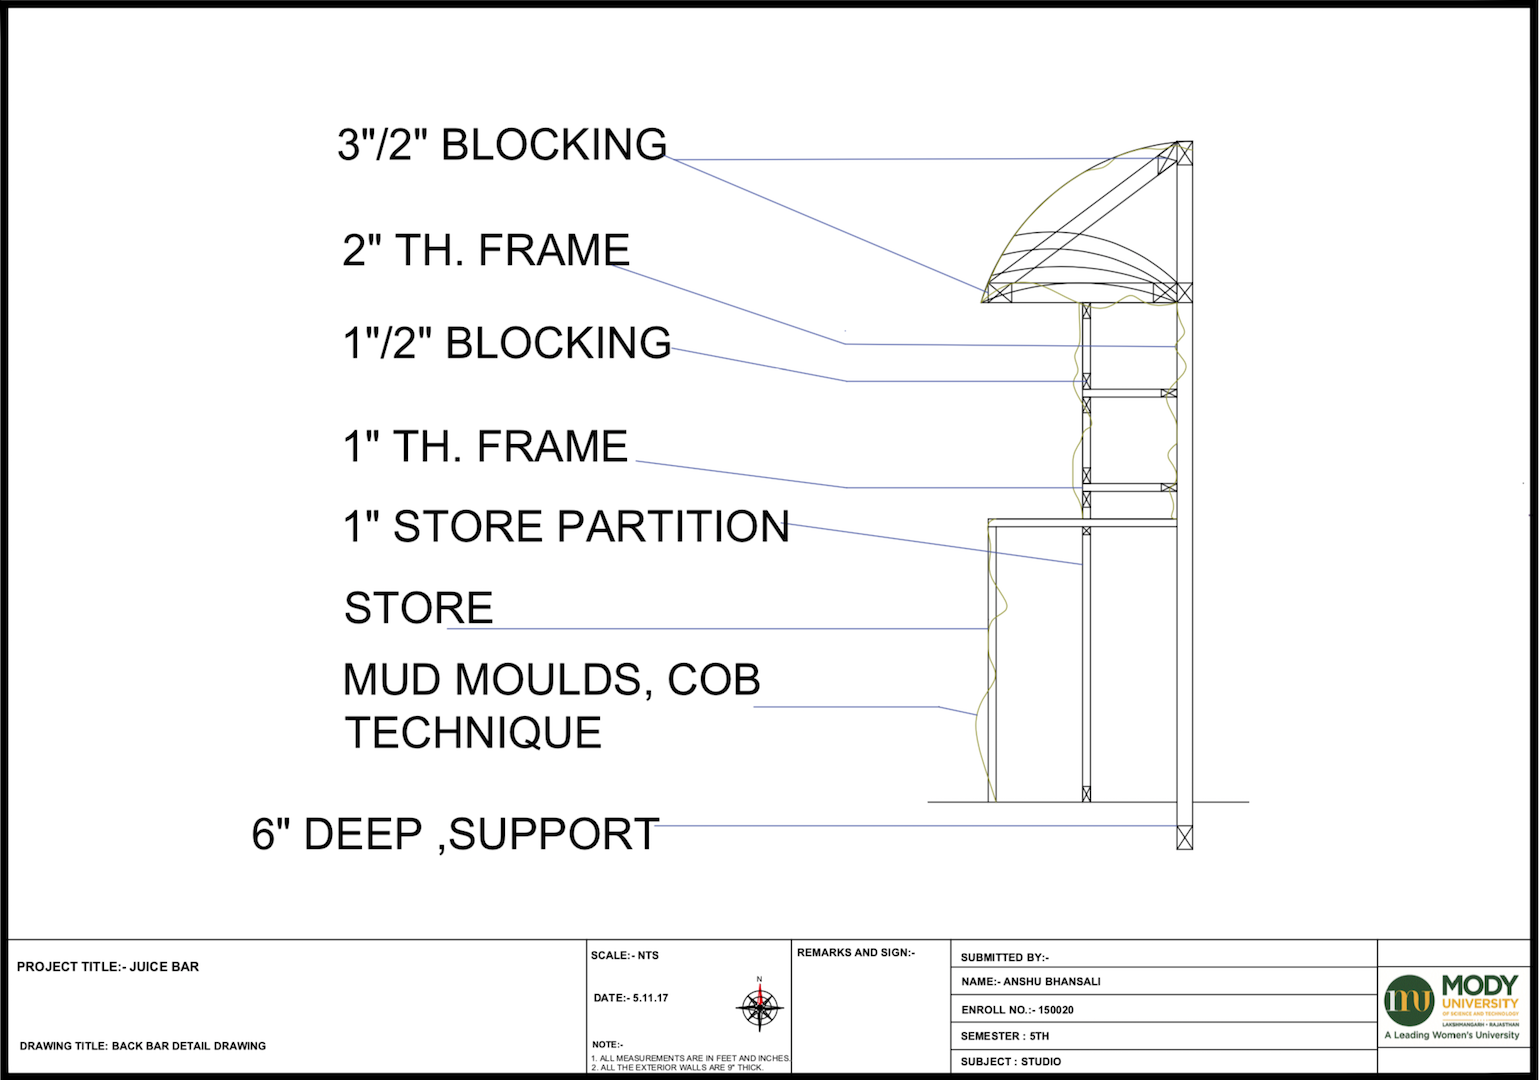 3"/2" BLOCKING
2" TH. FRAME
1"/2" BLOCKING
1" TH. FRAME
1" STORE PARTITION
STORE
MUD MOULDS, COB
TECHNIQUE
6" DEEP ,SUPPORT
PROJECT TITLE:- JUICE BAR
DRAWING TITLE: BACK BAR DETAIL DRAWING
SCALE:- NTS
DATE:- 5.11.17
N
NOTE:-
1. ALL MEASUREMENTS ARE IN FEET AND INCHES.
2. ALL THE EXTERIOR WALLS ARE 9" THICK.
REMARKS AND SIGN:-
SUBMITTED BY:-
NAME:- ANSHU BHANSALI
ENROLL NO.:- 150020
SEMESTER : 5TH
SUBJECT : STUDIO
mu
MODY
UNIVERSITY
OF SCIENCE AND TECHNOLOGY
LAKSHMANGARH • RAJASTHAN
A Leading Women's University